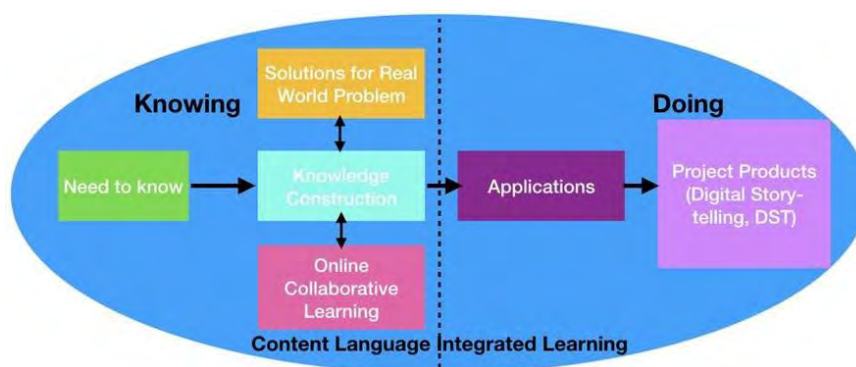 Solutions for Real
World Problem
Knowing
Doing
Need to know
Knowledge
Construction
Applications
Project Products
(Digital Story-
telling, DST)
Online
Collaborative
Learning
Content Language Integrated Learning